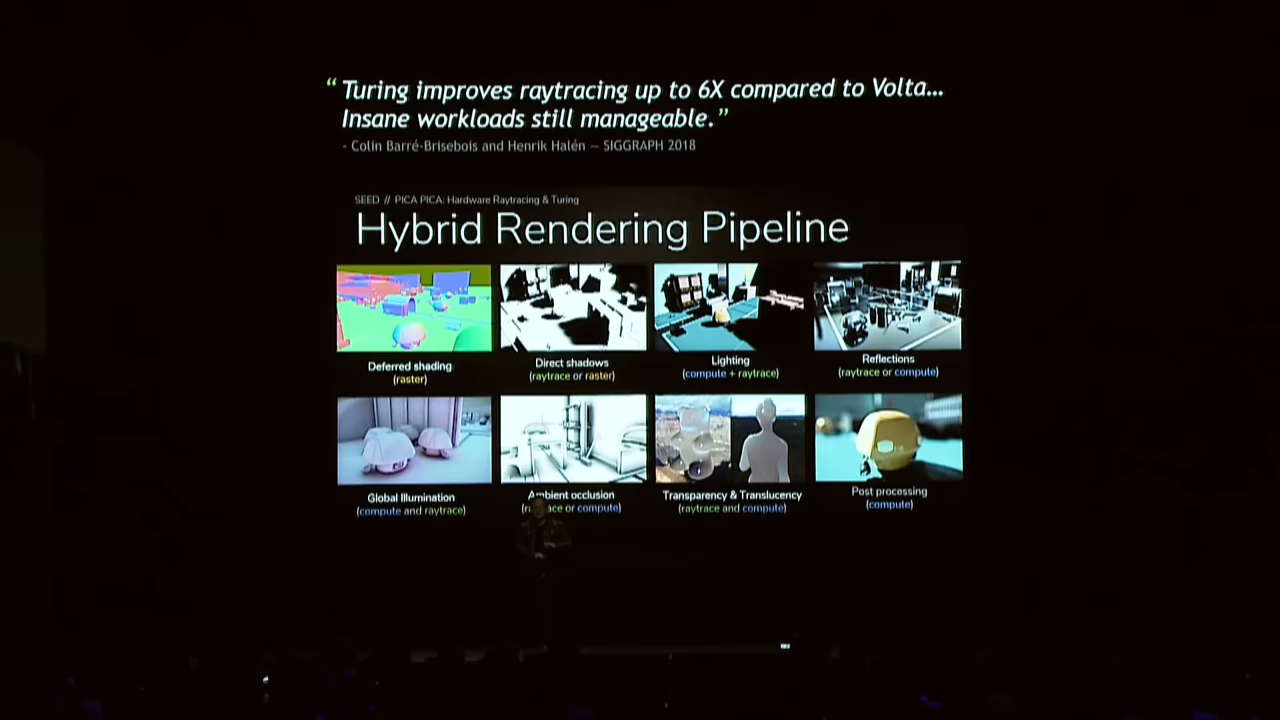 “ Turing improves raytracing up to 6X compared to Volta…
Insane workloads still manageable.”
- Colin Barré-Brisebois and Henrik Halén — SIGGRAPH 2018
SEED // PICA PICA: Hardware Raytracing & Turing
Hybrid Rendering Pipeline
Deferred shading
(raster)
Direct shadows
(raytrace or raster)
Lighting
(compute + raytrace)
Reflections
(raytrace or compute)
Global Illumination
(compute and raytrace)
Ambient occlusion
(raytrace or compute)
Transparency & Translucency
(raytrace and compute)
Post processing
(compute)